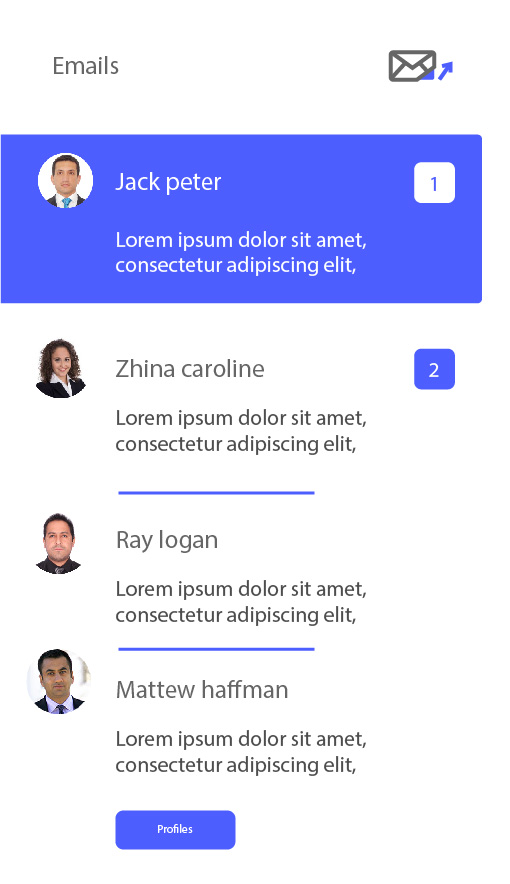 Emails
Jack peter
1
Lorem ipsum dolor sit amet,
consectetur adipiscing elit,
Zhina caroline
2
Lorem ipsum dolor sit amet,
consectetur adipiscing elit,
Ray logan
Lorem ipsum dolor sit amet,
consectetur adipiscing elit,
Mattew haffman
Lorem ipsum dolor sit amet,
consectetur adipiscing elit,
Profiles